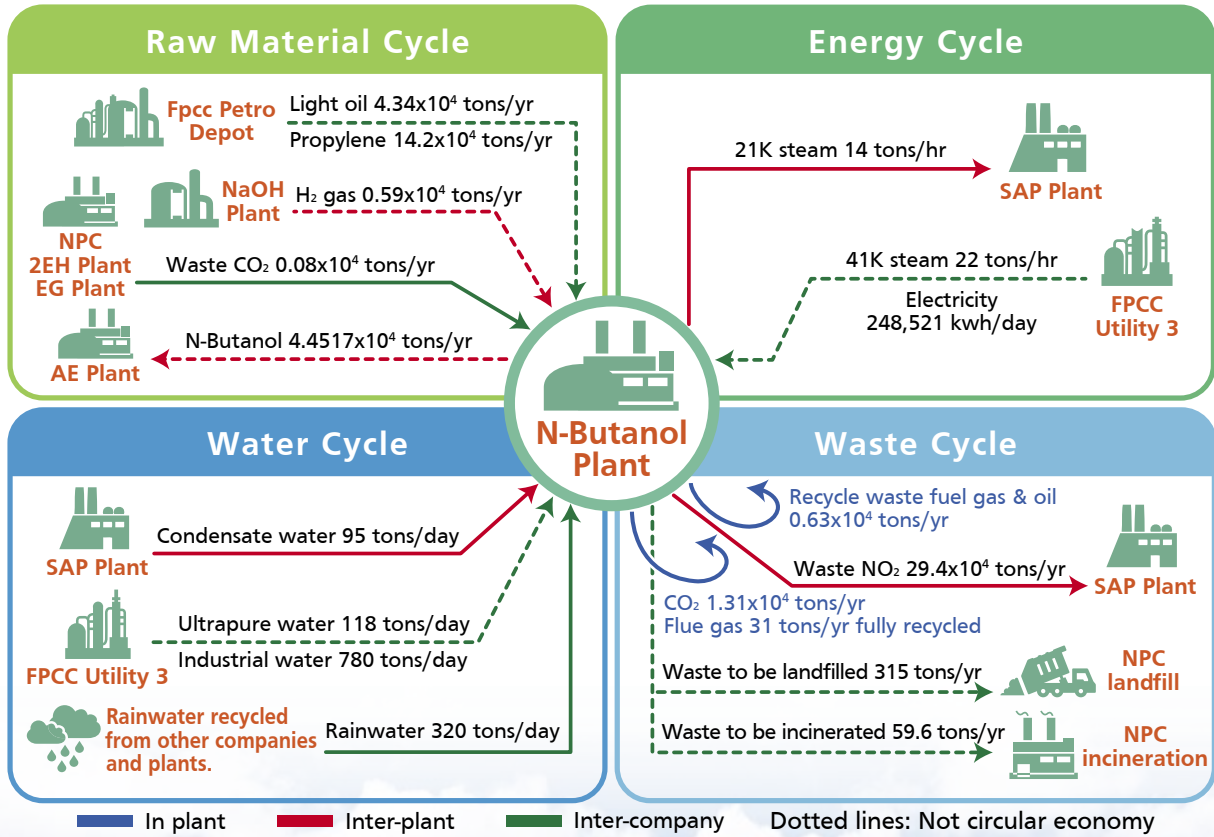 Raw Material Cycle
Fpcc Petro
Depot
Light oil 4.34x10⁴ tons/yr
Propylene 14.2x10⁴ tons/yr
NaOH
Plant
H₂ gas 0.59x10⁴ tons/yr
NPC
2EH Plant
EG Plant
Waste CO₂ 0.08x10⁴ tons/yr
N-Butanol 4.4517x10⁴ tons/yr
AE Plant
Energy Cycle
21K steam 14 tons/hr
SAP Plant
41K steam 22 tons/hr
Electricity
248,521 kwh/day
FPCC
Utility 3
N-Butanol
Plant
Water Cycle
SAP Plant
Condensate water 95 tons/day
FPCC Utility 3
Ultrapure water 118 tons/day
Industrial water 780 tons/day
Rainwater recycled
from other companies
and plants.
Rainwater 320 tons/day
Waste Cycle
Recycle waste fuel gas & oil
0.63x10⁴ tons/yr
Waste NO₂ 29.4x10⁴ tons/yr
SAP Plant
CO₂ 1.31x10⁴ tons/yr
Flue gas 31 tons/yr fully recycled
Waste to be landfilled 315 tons/yr
NPC
landfill
Waste to be incinerated 59.6 tons/yr
NPC
incineration
In plant
Inter-plant
Inter-company
Dotted lines: Not circular economy